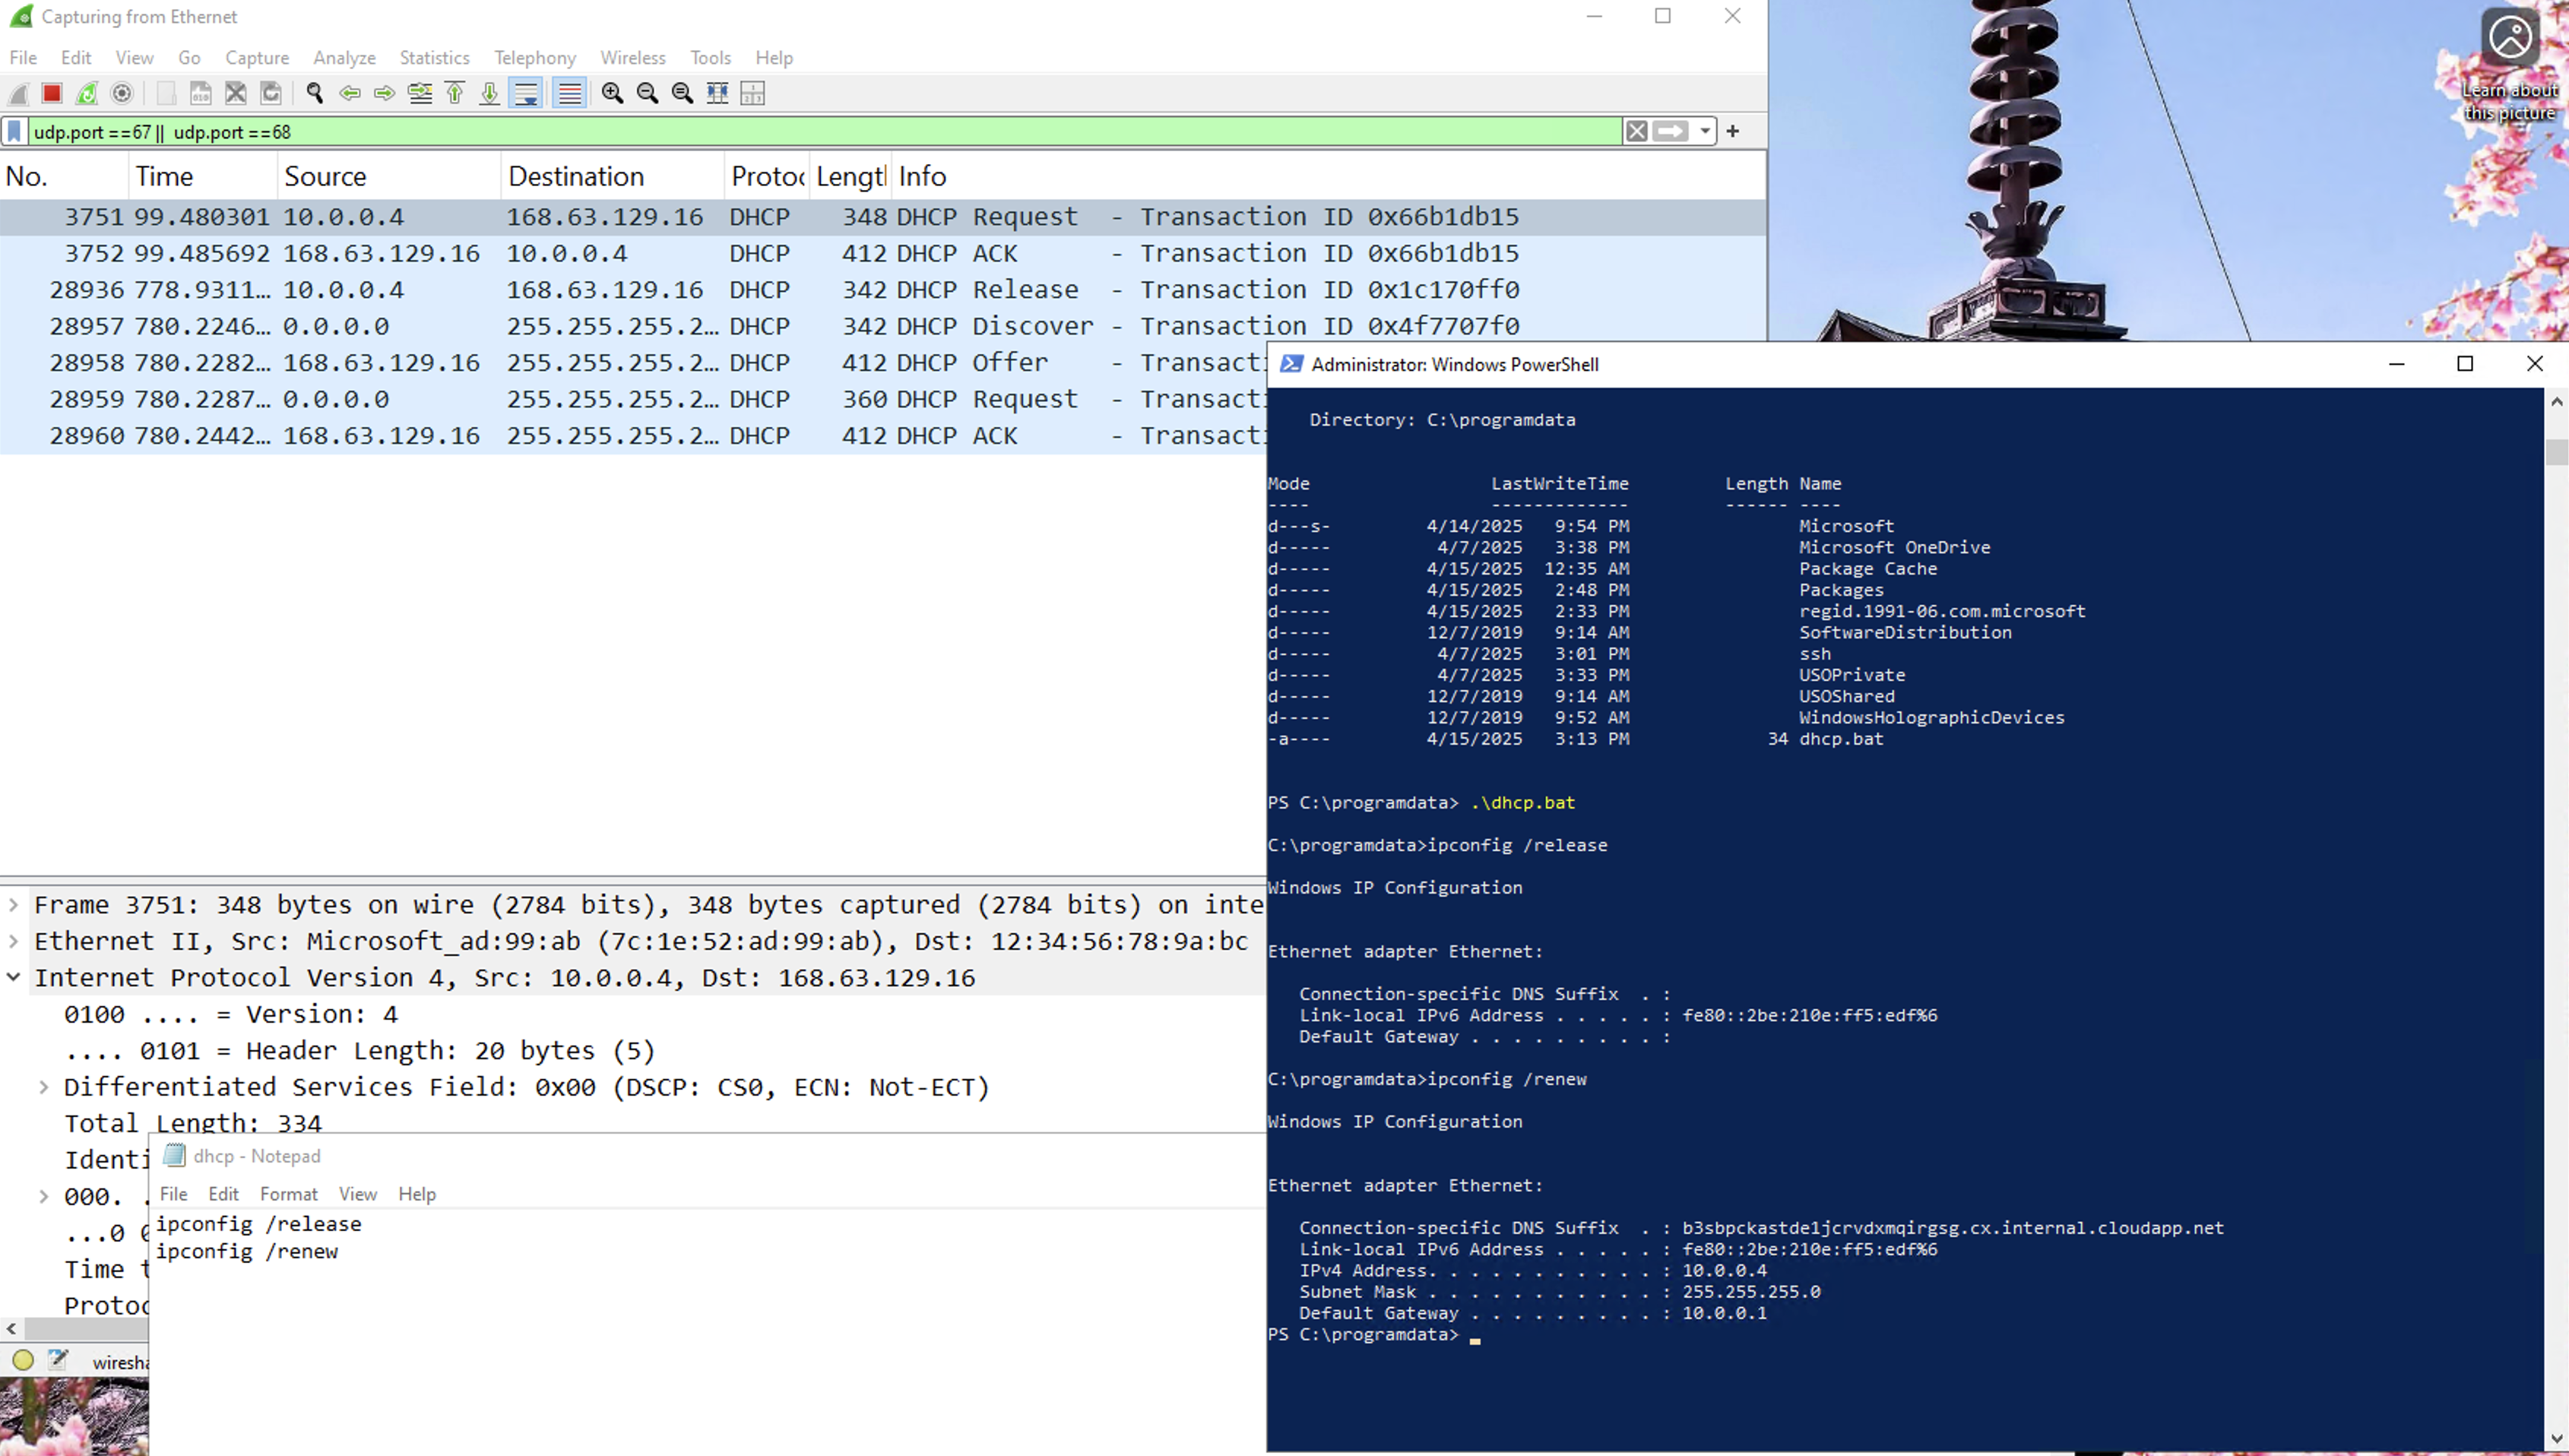 Capturing from Ethernet
File Edit View Go Capture Analyze Statistics Telephony Wireless Tools Help
udp.port ==67 || udp.port ==68
No. Time Source Destination Protoc Lengtl Info
3751 99.480301 10.0.0.4 168.63.129.16 DHCP 348 DHCP Request - Transaction ID 0x66b1db15
3752 99.485692 168.63.129.16 10.0.0.4 DHCP 412 DHCP ACK - Transaction ID 0x66b1db15
28936 778.9311… 10.0.0.4 168.63.129.16 DHCP 342 DHCP Release - Transaction ID 0x1c170ff0
28957 780.2246… 0.0.0.0 255.255.255.2… DHCP 342 DHCP Discover - Transaction ID 0x4f7707f0
28958 780.2282… 168.63.129.16 255.255.255.2… DHCP 412 DHCP Offer - Transacti
28959 780.2287… 0.0.0.0 255.255.255.2… DHCP 360 DHCP Request - Transacti
28960 780.2442… 168.63.129.16 255.255.255.2… DHCP 412 DHCP ACK - Transacti
Frame 3751: 348 bytes on wire (2784 bits), 348 bytes captured (2784 bits) on inte
Ethernet II, Src: Microsoft_ad:99:ab (7c:1e:52:ad:99:ab), Dst: 12:34:56:78:9a:bc
Internet Protocol Version 4, Src: 10.0.0.4, Dst: 168.63.129.16
0100 .... = Version: 4
.... 0101 = Header Length: 20 bytes (5)
Differentiated Services Field: 0x00 (DSCP: CS0, ECN: Not-ECT)
Total Length: 334
Identi
000. .
...0 0
Time t
Protoc
wiresha
dhcp - Notepad
File Edit Format View Help
ipconfig /release
ipconfig /renew
Learn about
this picture
Administrator: Windows PowerShell
Directory: C:\programdata
Mode LastWriteTime Length Name
---- ------------- ------ ----
d---s- 4/14/2025 9:54 PM Microsoft
d----- 4/7/2025 3:38 PM Microsoft OneDrive
d----- 4/15/2025 12:35 AM Package Cache
d----- 4/15/2025 2:48 PM Packages
d----- 4/15/2025 2:33 PM regid.1991-06.com.microsoft
d----- 12/7/2019 9:14 AM SoftwareDistribution
d----- 4/7/2025 3:01 PM ssh
d----- 4/7/2025 3:33 PM USOPrivate
d----- 12/7/2019 9:14 AM USOShared
d----- 12/7/2019 9:52 AM WindowsHolographicDevices
-a---- 4/15/2025 3:13 PM 34 dhcp.bat
PS C:\programdata> .\dhcp.bat
C:\programdata>ipconfig /release
Windows IP Configuration
Ethernet adapter Ethernet:
Connection-specific DNS Suffix . :
Link-local IPv6 Address . . . . . : fe80::2be:210e:ff5:edf%6
Default Gateway . . . . . . . . . :
C:\programdata>ipconfig /renew
Windows IP Configuration
Ethernet adapter Ethernet:
Connection-specific DNS Suffix . : b3sbpckastde1jcrvdxmqirgsg.cx.internal.cloudapp.net
Link-local IPv6 Address . . . . . : fe80::2be:210e:ff5:edf%6
IPv4 Address. . . . . . . . . . . : 10.0.0.4
Subnet Mask . . . . . . . . . . . : 255.255.255.0
Default Gateway . . . . . . . . . : 10.0.0.1
PS C:\programdata>